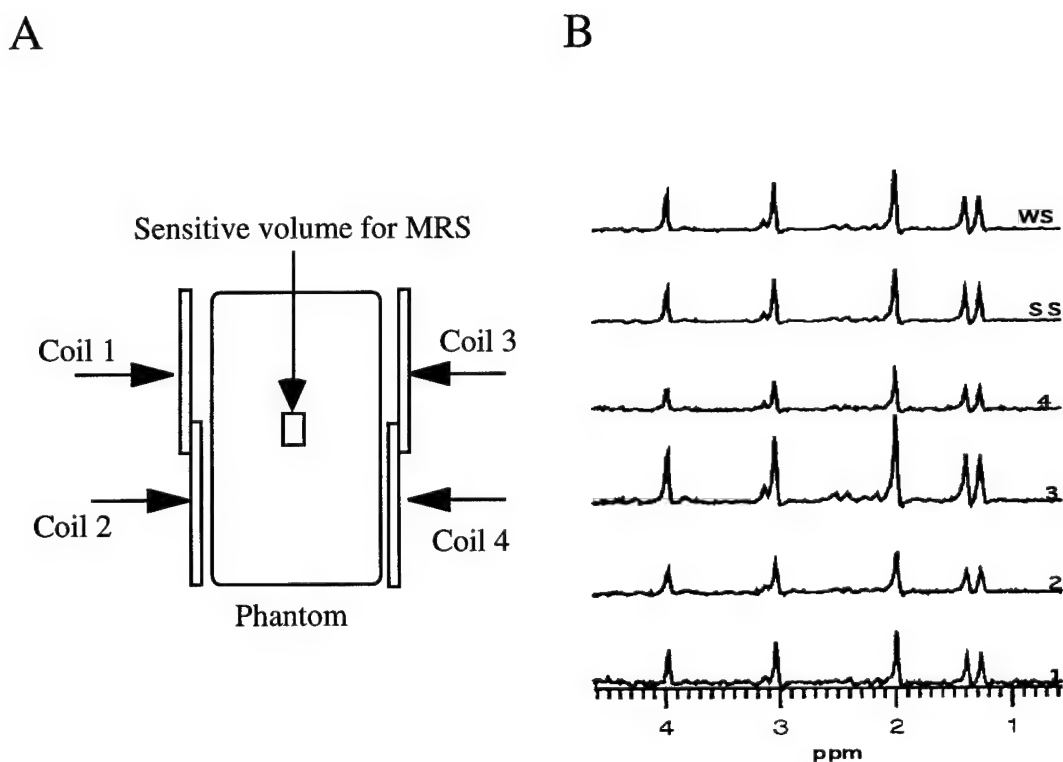 A
B
Sensitive volume for MRS
Coil 1
Coil 3
Coil 2
Coil 4
Phantom
WS
SS
4
3
2
1
4 3 2 1
ppm